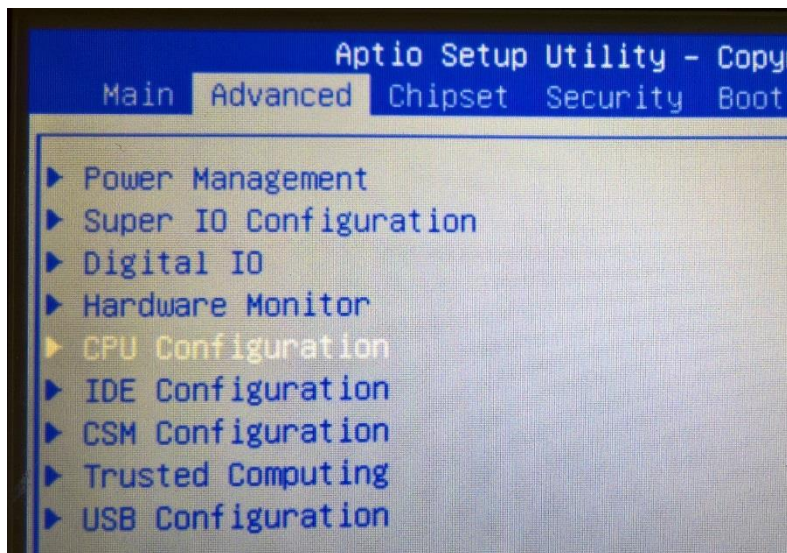 Aptio Setup Utility –
Main Advanced Chipset Security Boot
Power Management
Super IO Configuration
Digital IO
Hardware Monitor
CPU Configuration
IDE Configuration
CSM Configuration
Trusted Computing
USB Configuration